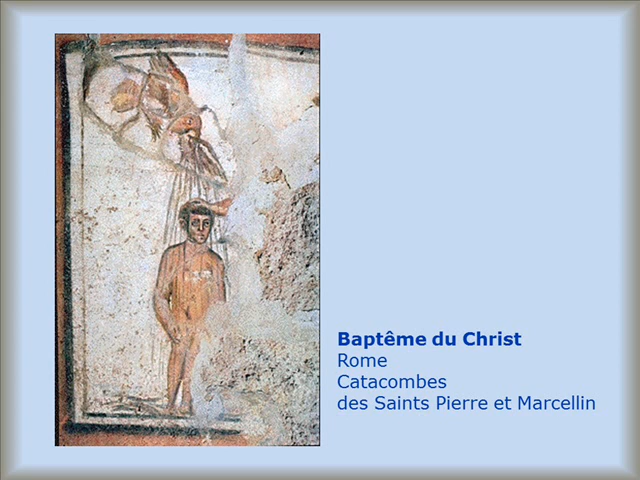 Baptême du Christ
Rome
Catacombes
des Saints Pierre et Marcellin